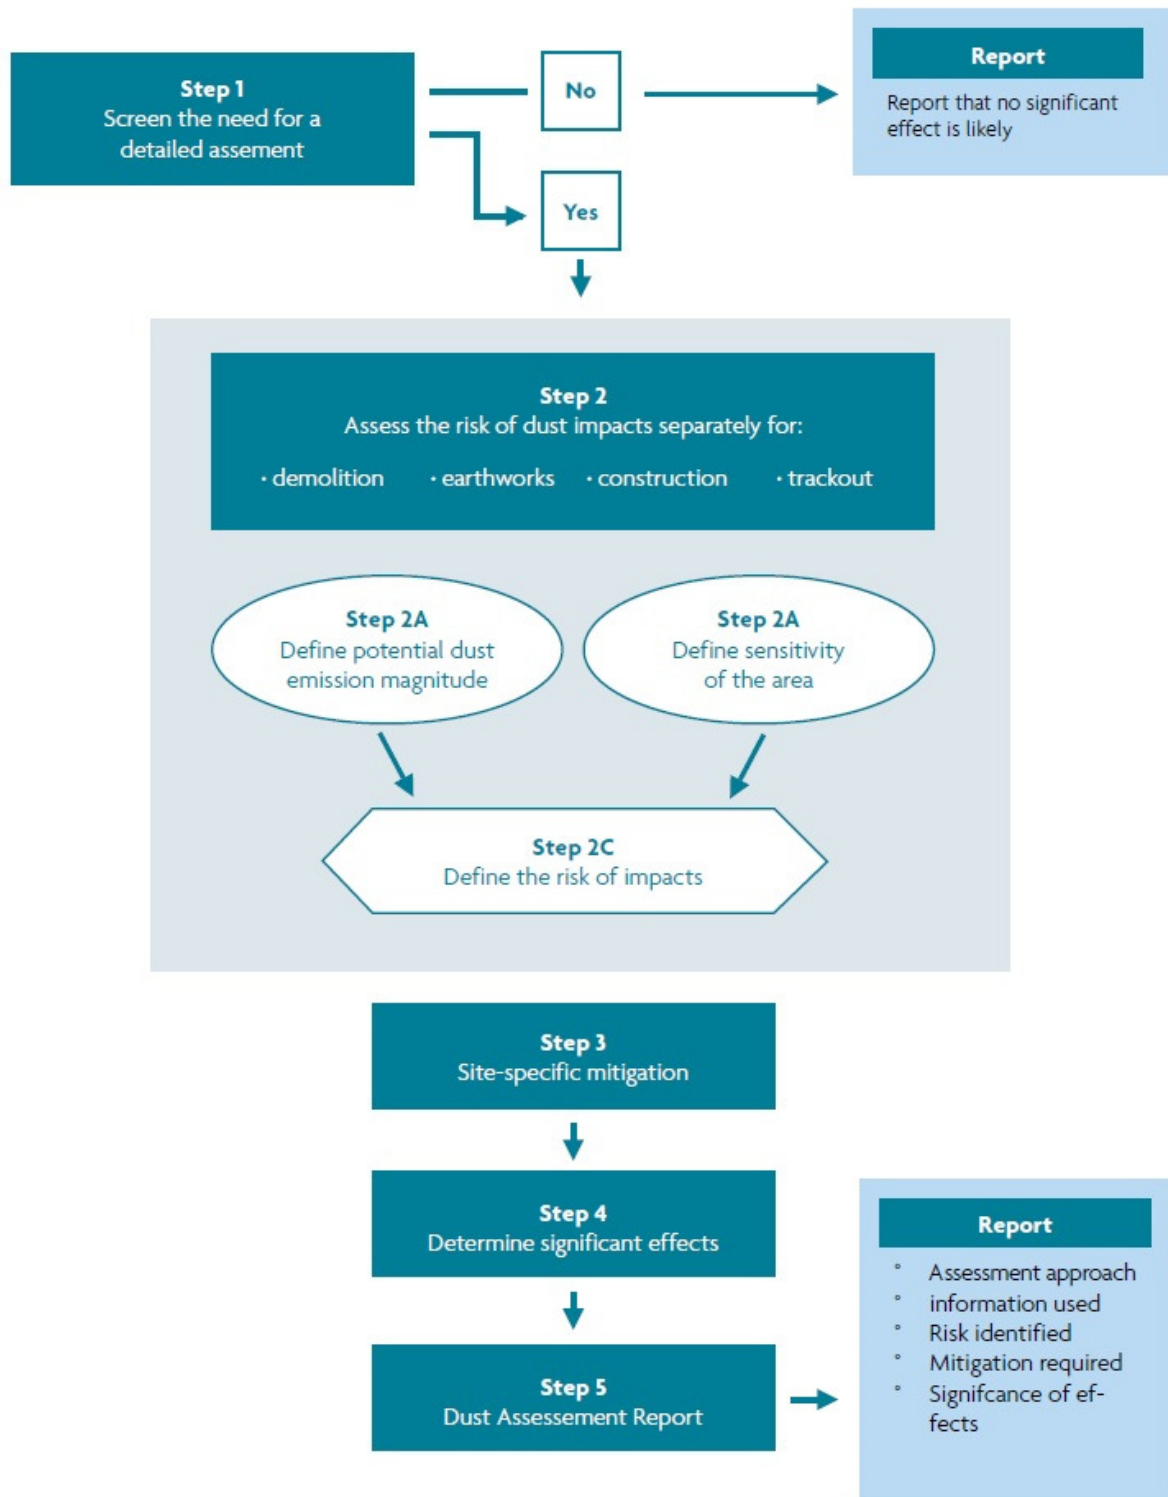 Step 1
Screen the need for a
detailed assement
No
Yes
Report
Report that no significant
effect is likely
Step 2
Assess the risk of dust impacts separately for:
· demolition · earthworks · construction · trackout
Step 2A
Define potential dust
emission magnitude
Step 2A
Define sensitivity
of the area
Step 2C
Define the risk of impacts
Step 3
Site-specific mitigation
Step 4
Determine significant effects
Step 5
Dust Assessement Report
Report
° Assessment approach
° information used
° Risk identified
° Mitigation required
° Signifcance of ef-
fects